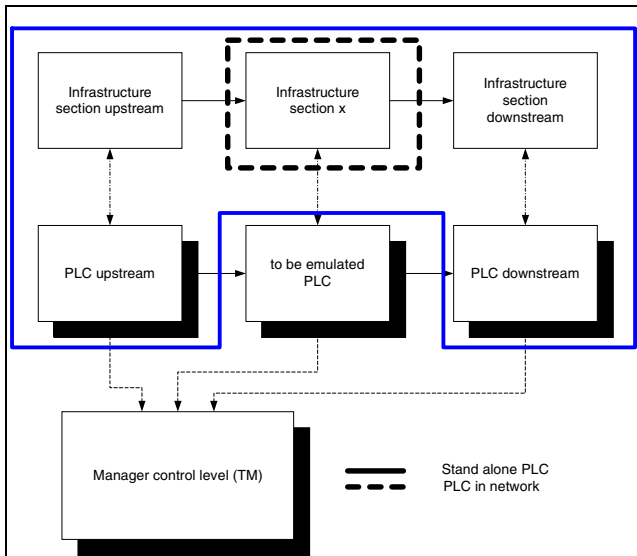 Infrastructure
section upstream
Infrastructure
section x
Infrastructure
section
downstream
PLC upstream
to be emulated
PLC
PLC downstream
Manager control level (TM)
Stand alone PLC
PLC in network